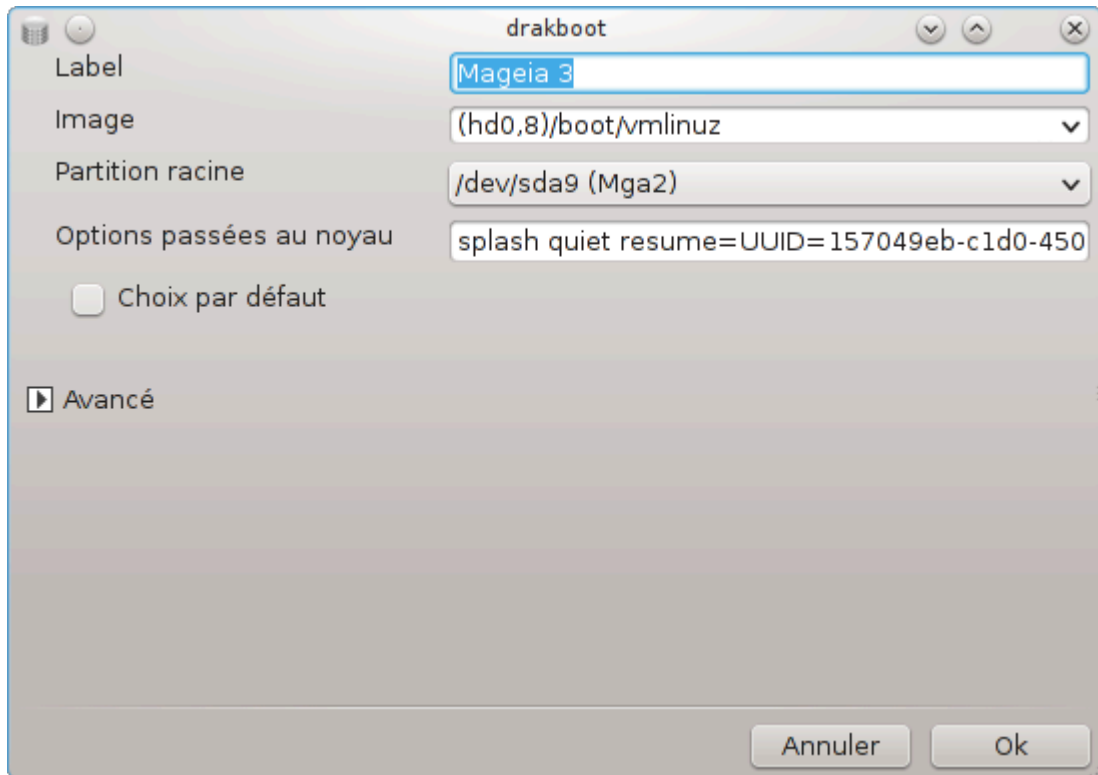 drakboot
Label
Mageia 3
Image
(hd0,8)/boot/vmlinuz
Partition racine
/dev/sda9 (Mga2)
Options passées au noyau
splash quiet resume=UUID=157049eb-c1d0-450
Choix par défaut
Avancé
Annuler
Ok